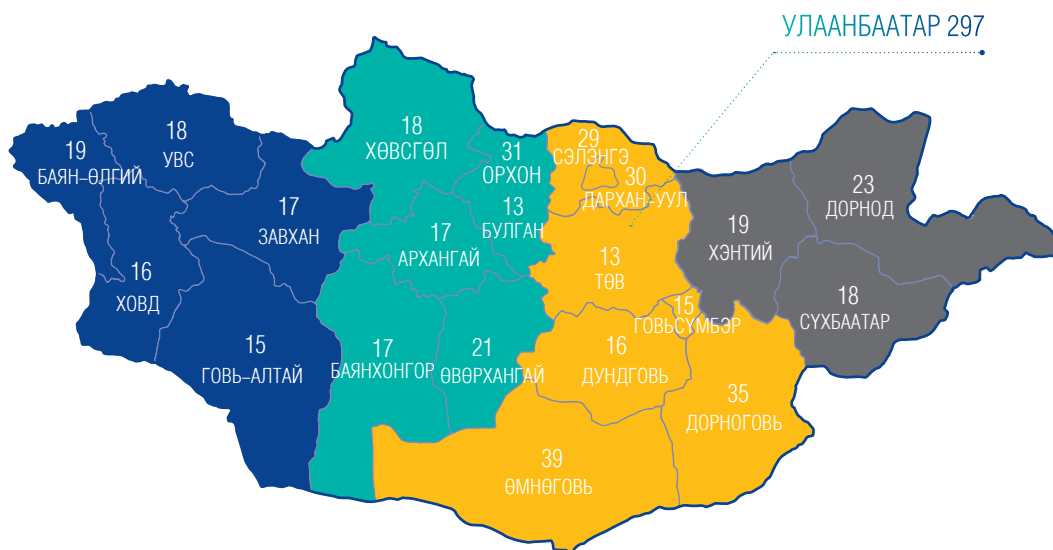 УЛААНБААТАР 297
19
БАЯН-ӨЛГИЙ
18
УВС
17
ЗАВХАН
16
ХОВД
15
ГОВЬ-АЛТАЙ
18
ХӨВСГӨЛ
31
ОРХОН
13
БУЛГАН
17
АРХАНГАЙ
17
БАЯНХОНГОР
21
ӨВӨРХАНГАЙ
29
СЭЛЭНГЭ
30
ДАРХАН-УУЛ
13
ТӨВ
15
ГОВЬСҮМБЭР
16
ДУНДГОВЬ
35
ДОРНОГОВЬ
39
ӨМНӨГОВЬ
19
ХЭНТИЙ
23
ДОРНОД
18
СҮХБААТАР